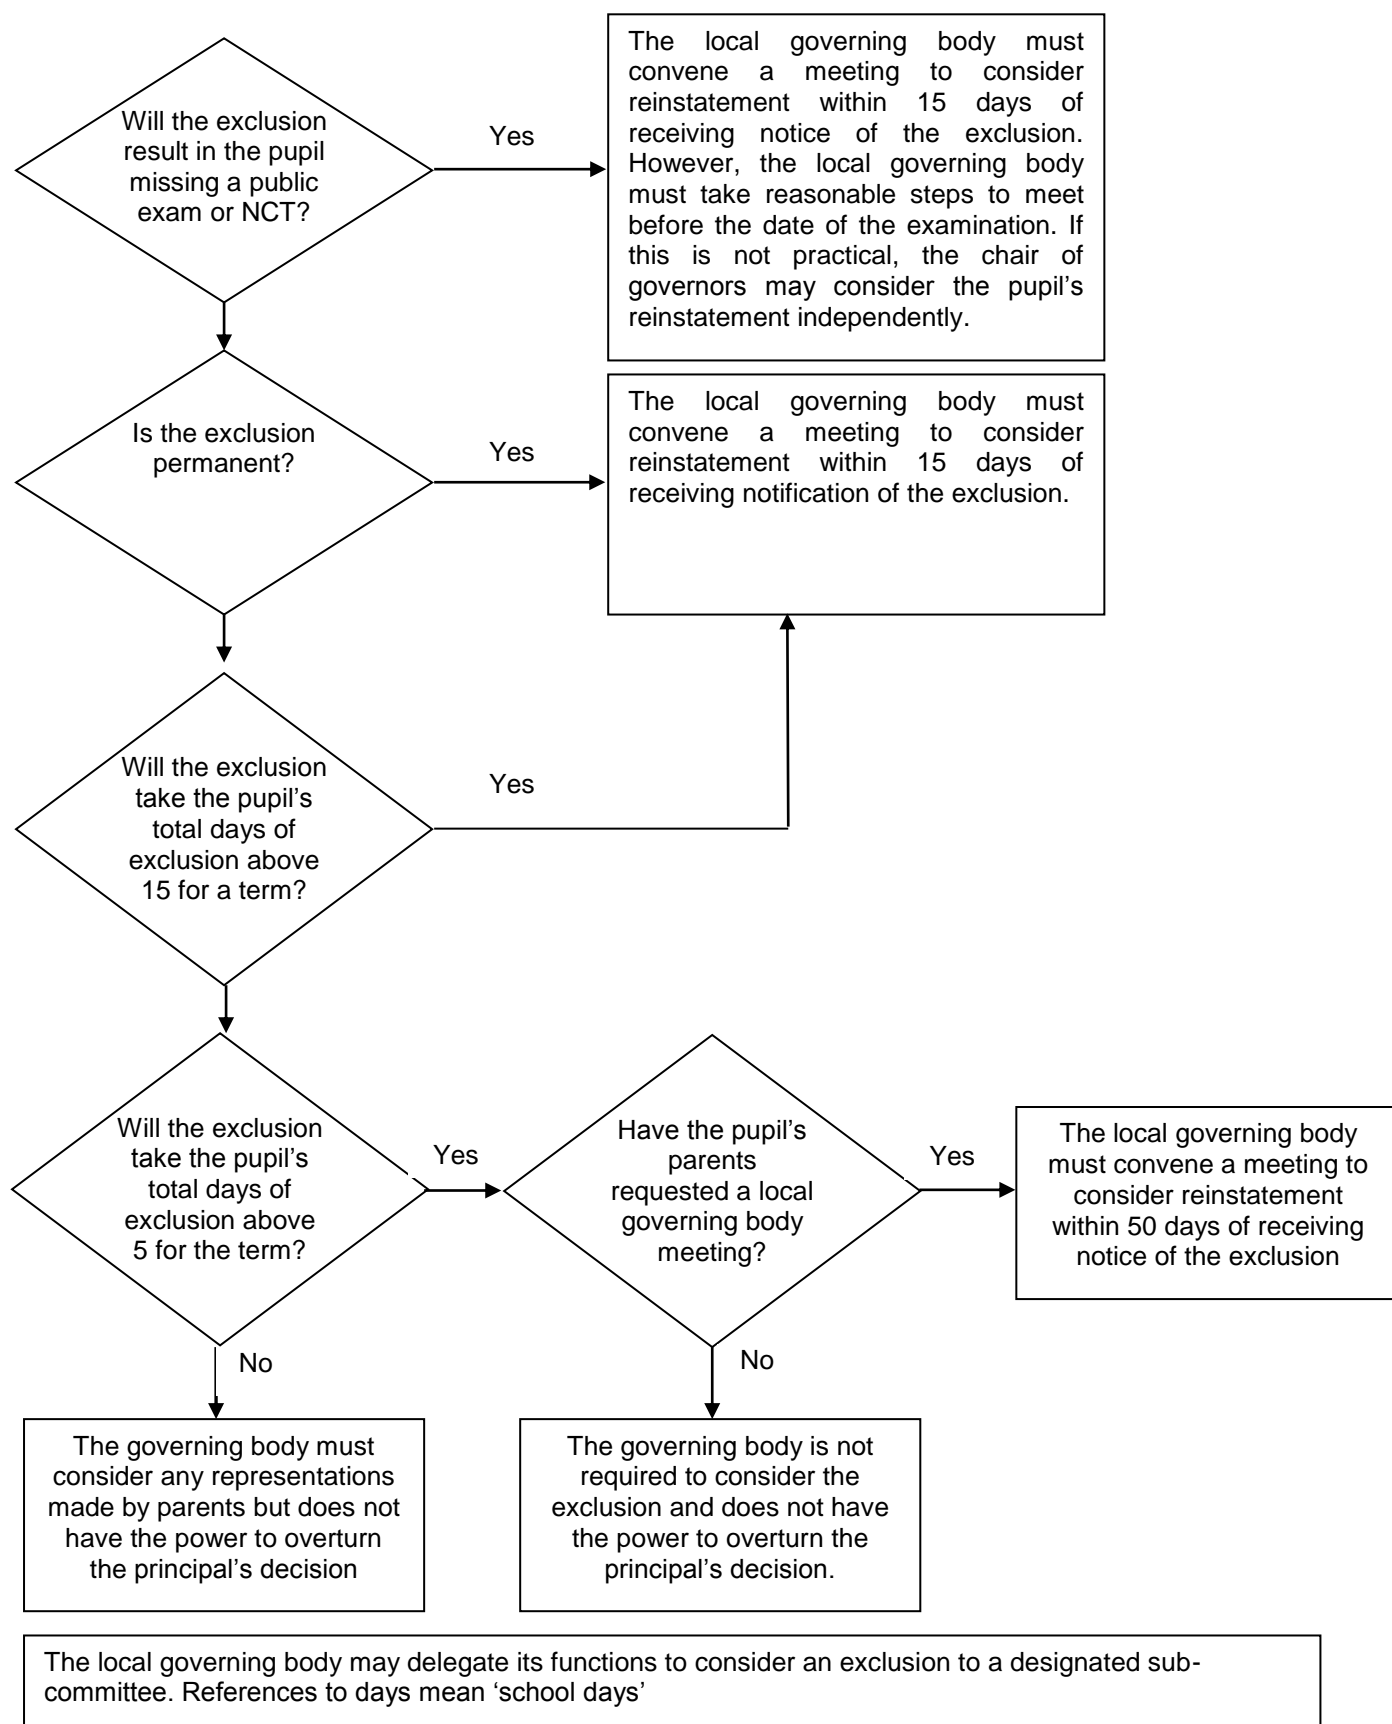 Will the exclusion
result in the pupil
missing a public
exam or NCT?
Yes
The local governing body must
convene a meeting to consider
reinstatement within 15 days of
receiving notice of the exclusion.
However, the local governing body
must take reasonable steps to meet
before the date of the examination. If
this is not practical, the chair of
governors may consider the pupil’s
reinstatement independently.
Is the exclusion
permanent?
Yes
The local governing body must
convene a meeting to consider
reinstatement within 15 days of
receiving notification of the exclusion.
Will the exclusion
take the pupil’s
total days of
exclusion above
15 for a term?
Yes
Will the exclusion
take the pupil’s
total days of
exclusion above
5 for the term?
Yes
Have the pupil’s
parents
requested a local
governing body
meeting?
Yes
The local governing body
must convene a meeting to
consider reinstatement
within 50 days of receiving
notice of the exclusion
No
No
The governing body must
consider any representations
made by parents but does not
have the power to overturn
the principal’s decision
The governing body is not
required to consider the
exclusion and does not have
the power to overturn the
principal’s decision.
The local governing body may delegate its functions to consider an exclusion to a designated sub-
committee. References to days mean ‘school days’